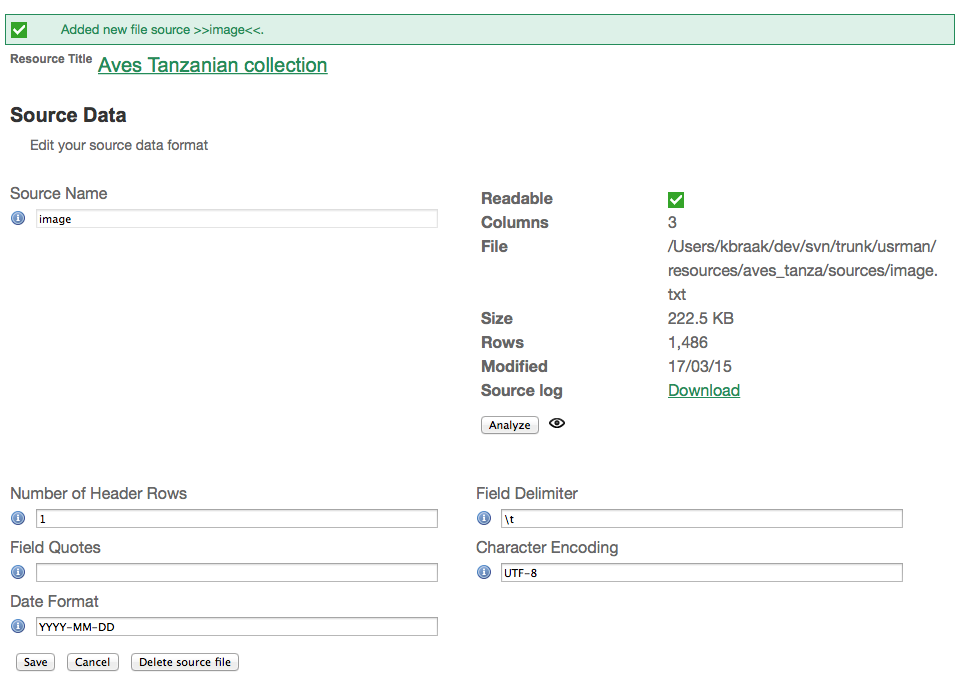 Added new file source >>image<<.
Resource Title Aves Tanzanian collection
Source Data
Edit your source data format
Source Name
image
Readable
Columns 3
File /Users/kbraak/dev/svn/trunk/usrman/
resources/aves_tanza/sources/image.
txt
Size 222.5 KB
Rows 1,486
Modified 17/03/15
Source log Download
Analyze
Number of Header Rows Field Delimiter
1 \t
Field Quotes Character Encoding
UTF-8
Date Format
YYYY-MM-DD
Save Cancel Delete source file